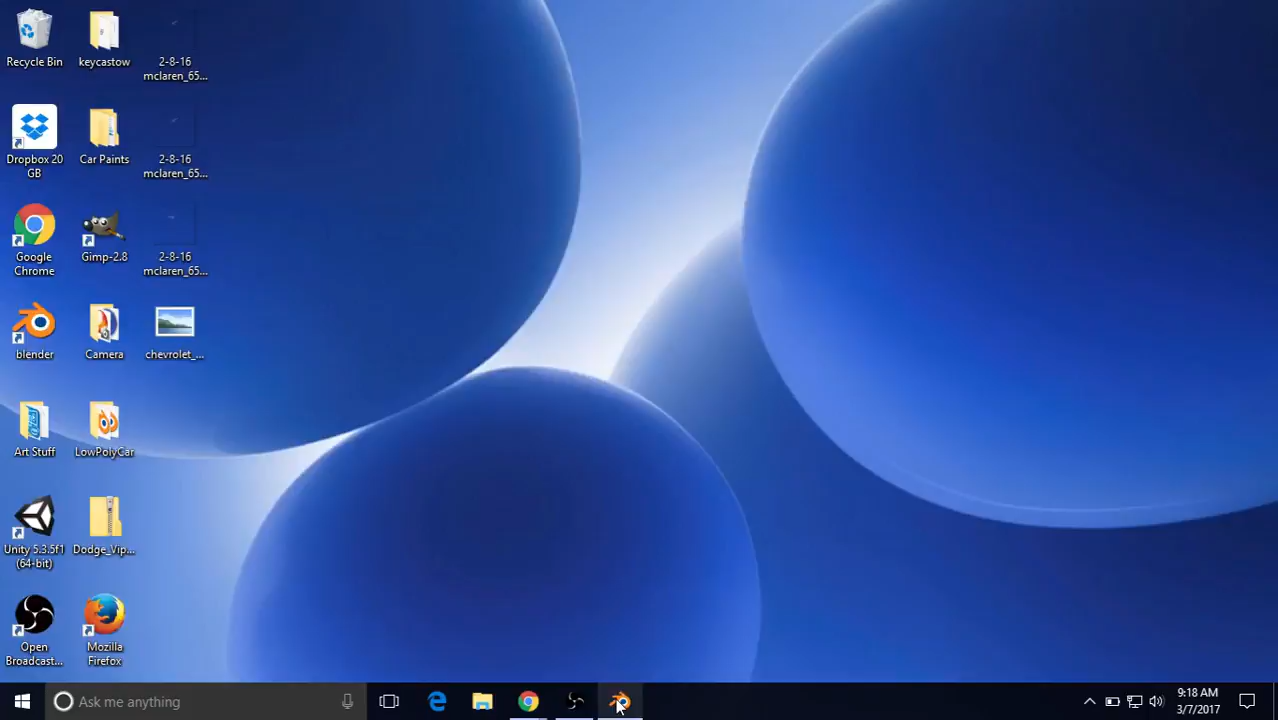 Recycle Bin
keycastow
2-8-16
mclaren_65...
Dropbox 20
GB
Car Paints
2-8-16
mclaren_65...
Google
Chrome
Gimp-2.8
2-8-16
mclaren_65...
blender
Camera
chevrolet_...
Art Stuff
LowPolyCar
Unity 5.3.5f1
(64-bit)
Dodge_Vip...
Open
Broadcast...
Mozilla
Firefox
Ask me anything
9:18 AM
3/7/2017